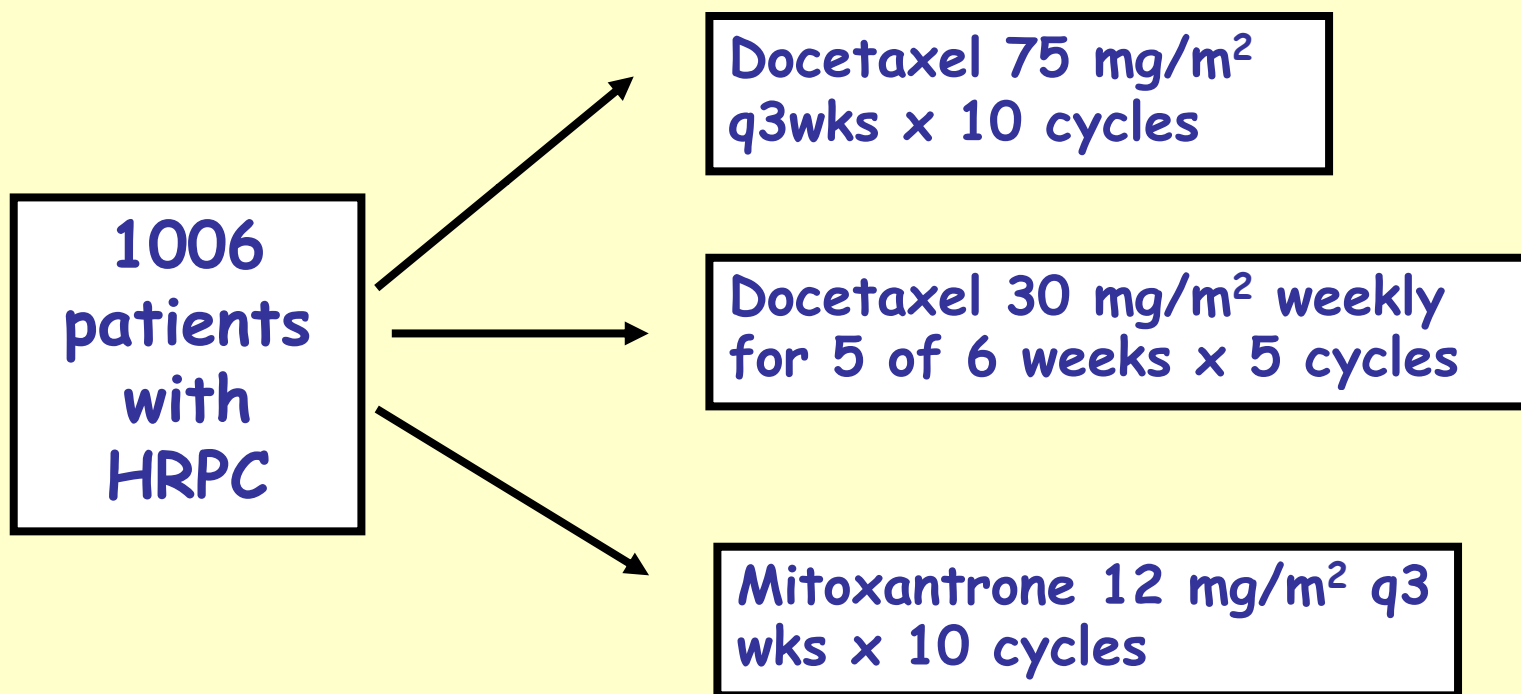 1006
patients
with
HRPC
Docetaxel 75 mg/m²
q3wks x 10 cycles
Docetaxel 30 mg/m² weekly
for 5 of 6 weeks x 5 cycles
Mitoxantrone 12 mg/m² q3
wks x 10 cycles